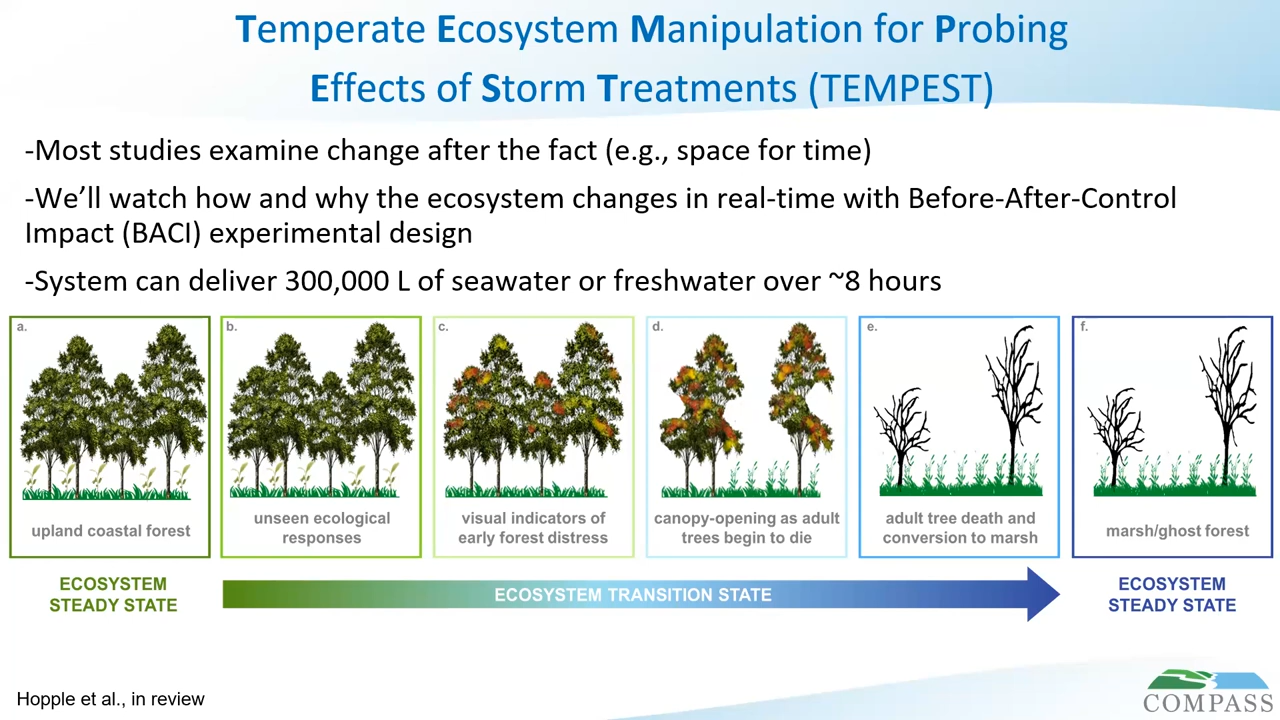 Temperate Ecosystem Manipulation for Probing
Effects of Storm Treatments (TEMPEST)
-Most studies examine change after the fact (e.g., space for time)
-We’ll watch how and why the ecosystem changes in real-time with Before-After-Control
Impact (BACI) experimental design
-System can deliver 300,000 L of seawater or freshwater over ~8 hours
a.
upland coastal forest
b.
unseen ecological
responses
c.
visual indicators of
early forest distress
d.
canopy-opening as adult
trees begin to die
e.
adult tree death and
conversion to marsh
f.
marsh/ghost forest
ECOSYSTEM
STEADY STATE
ECOSYSTEM TRANSITION STATE
ECOSYSTEM
STEADY STATE
Hopple et al., in review
COMPASS